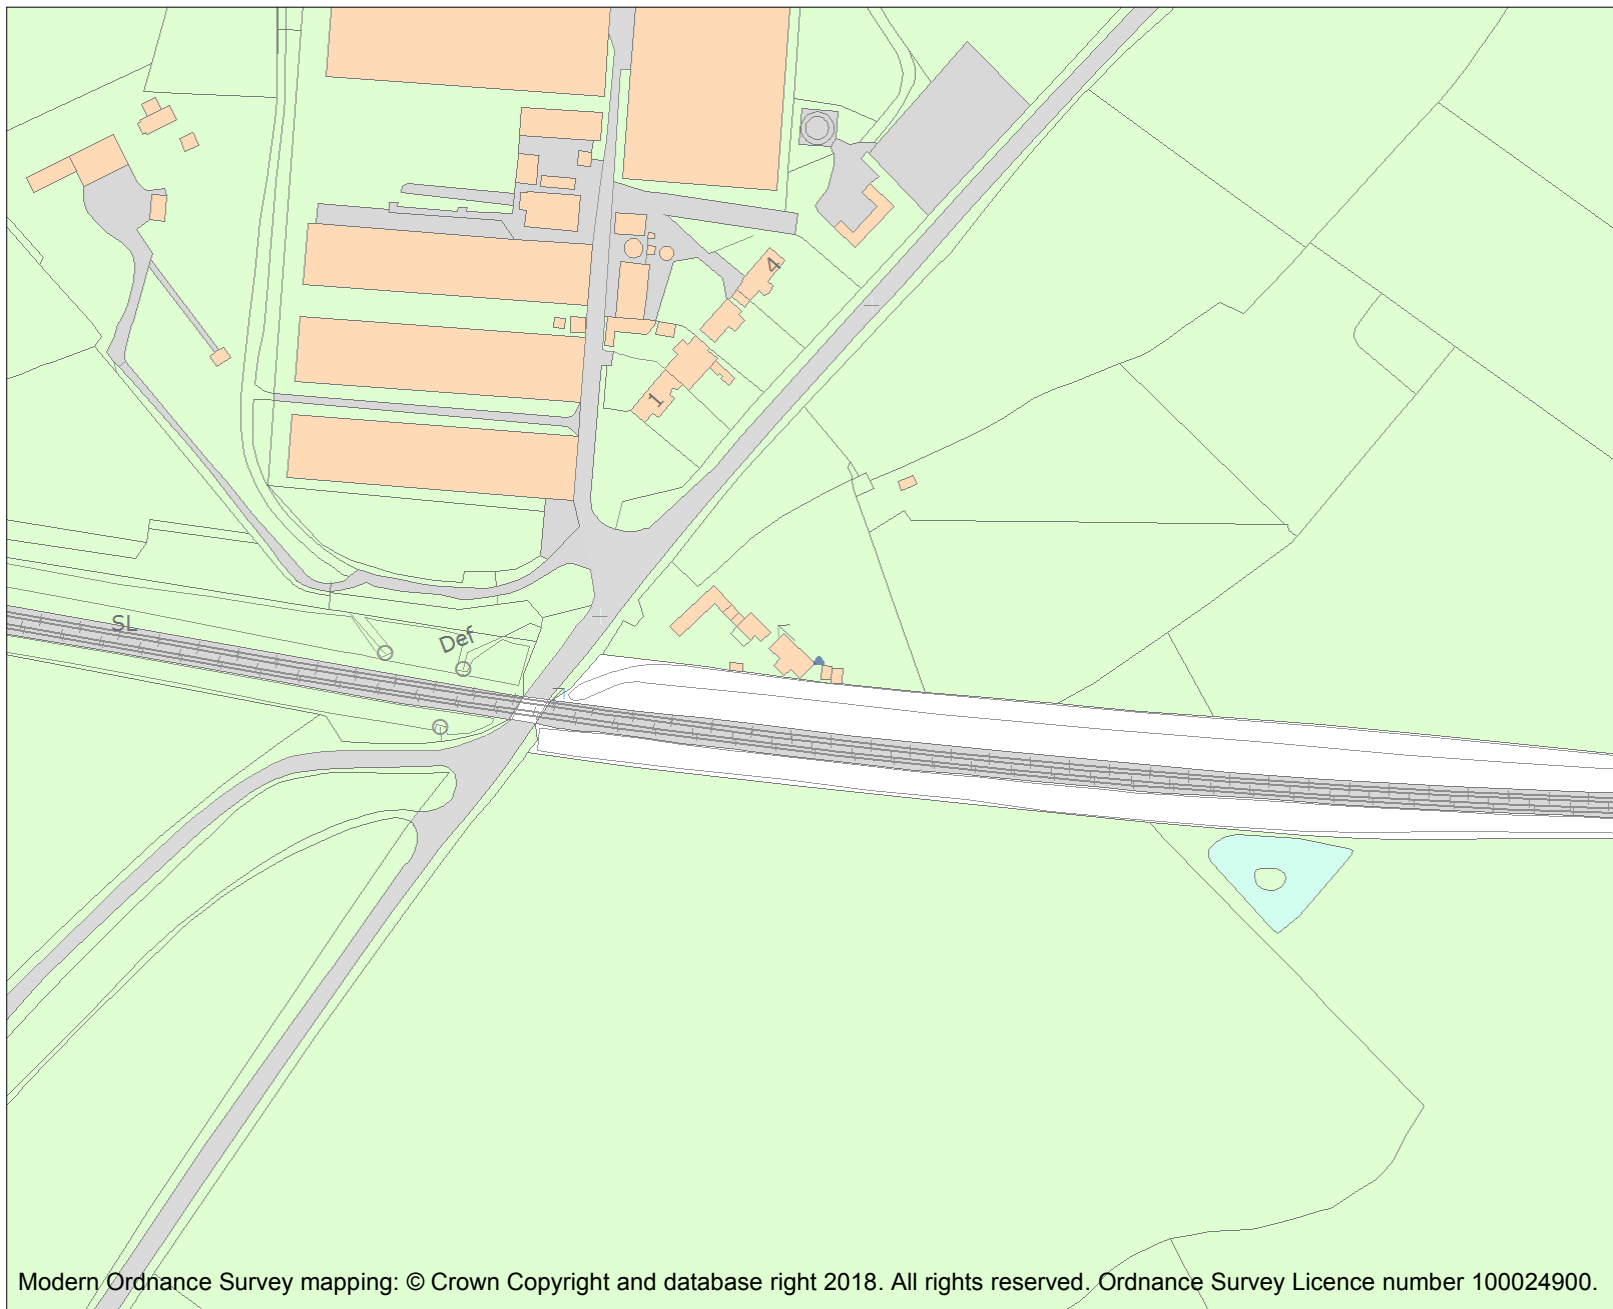 4
1
SL
Def
Modern Ordnance Survey mapping: © Crown Copyright and database right 2018. All rights reserved. Ordnance Survey Licence number 100024900.